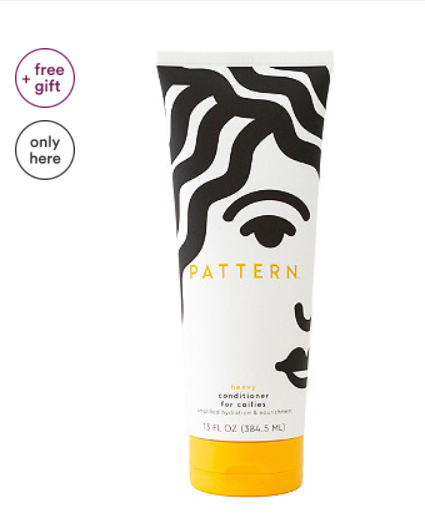 + free
gift
only
here
PATTERN
heavy
conditioner
for coilies
amplified hydration & nourishment
13 FL OZ (384.5 ML)